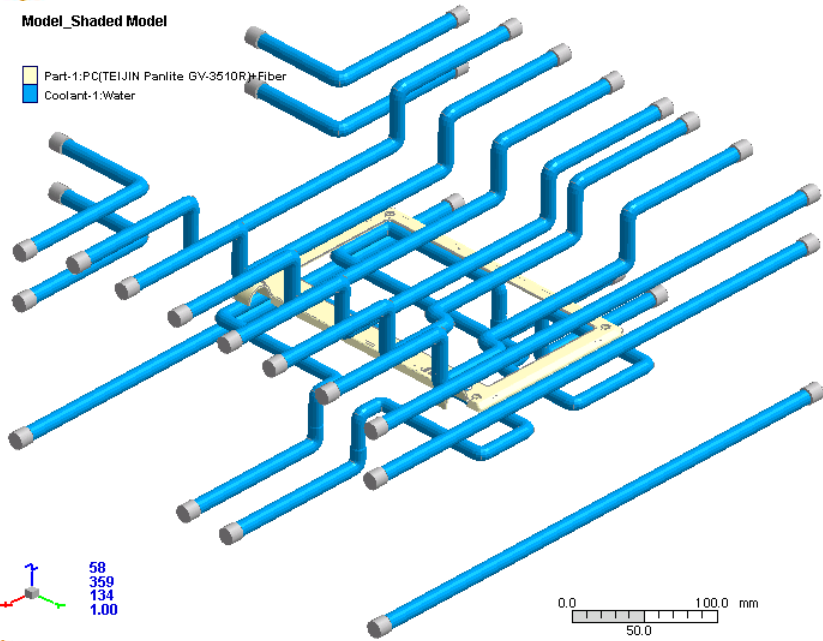 Model_Shaded Model
Part-1:PC(TEIJIN Panlite GV-3510R)+Fiber
Coolant-1:Water
58
359
134
1.00
0.0 100.0 mm
50.0